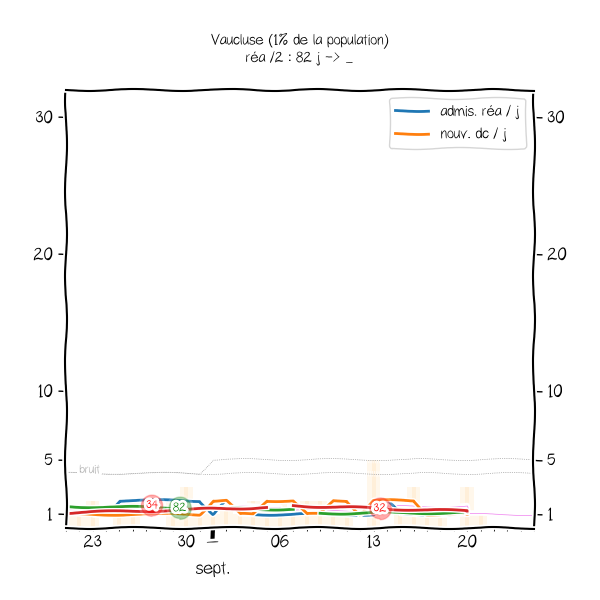 Vaucluse (1% de la population)
réa /2 : 82 j -> _
admis. réa / j
nouv. dc / j
30 30
20 20
10 10
5 5
bruit
34 82 32
1 1
23 30 1 06 13 20
sept.